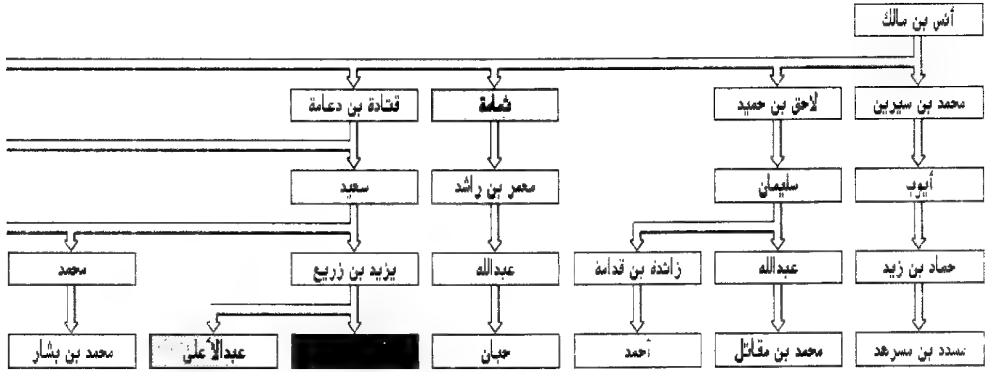 أنس بن مالك
محمد بن سيرين
لاحق بن حميد
ثمامة
قتادة بن دعامة
أيوب
سليمان
معمر بن راشد
سعيد
حماد بن زيد
عبدالله
زائدة بن قدامة
عبدالله
يزيد بن زريع
محمد
مسدد بن مسرهد
محمد بن مقاتل
أحمد
حبان
عبدالأعلى
محمد بن بشار